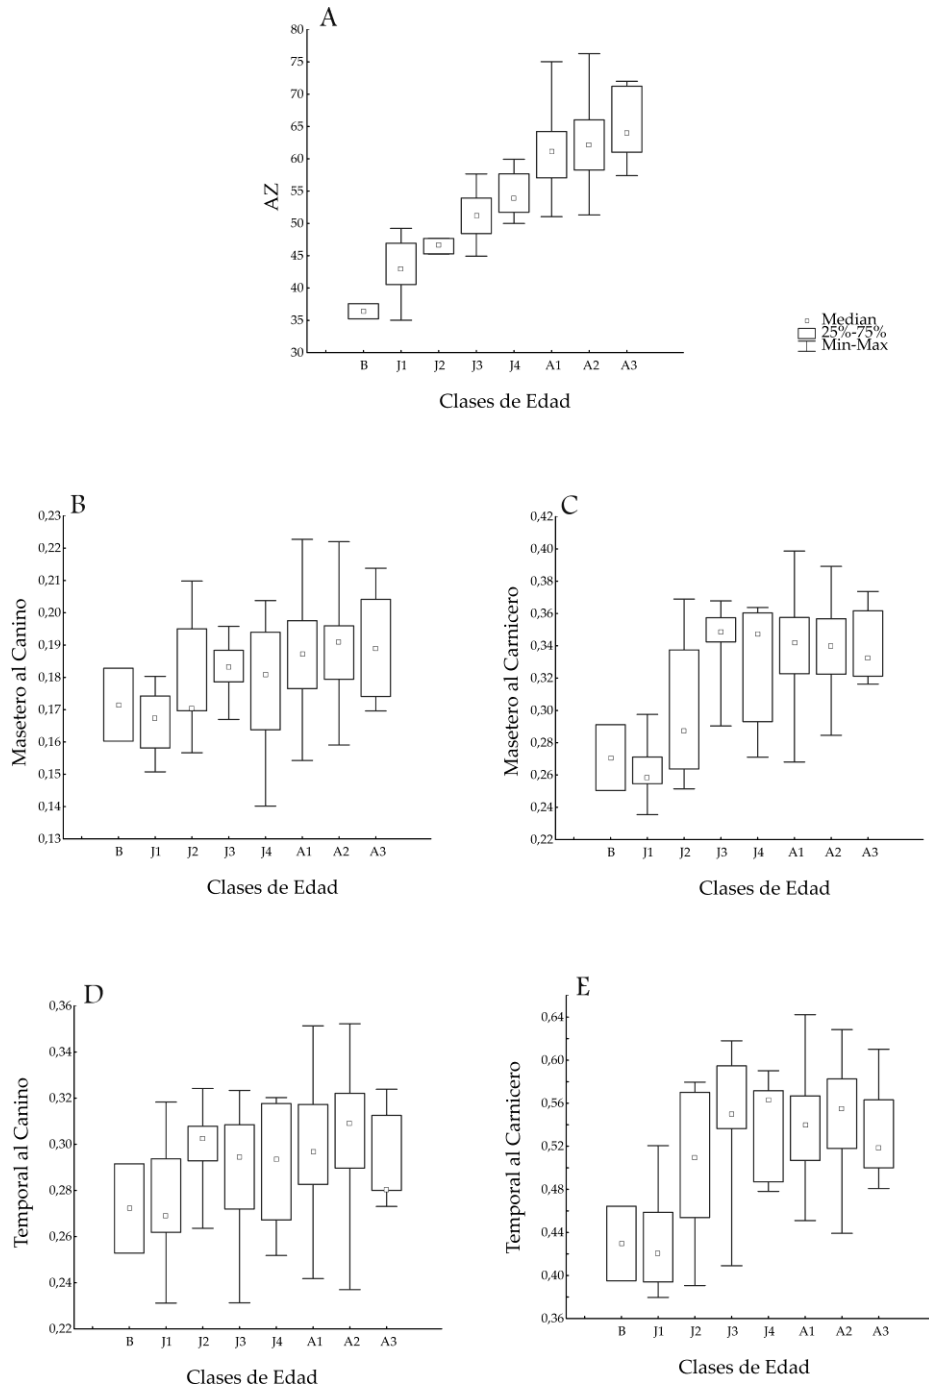 A
80
75
70
65
60
55
50
45
40
35
30
AZ
B J1 J2 J3 J4 A1 A2 A3
Clases de Edad
Median
25%-75%
Min-Max
B
0,23
0,22
0,21
0,20
0,19
0,18
0,17
0,16
0,15
0,14
0,13
Masetero al Canino
B J1 J2 J3 J4 A1 A2 A3
Clases de Edad
C
0,42
0,40
0,38
0,36
0,34
0,32
0,30
0,28
0,26
0,24
0,22
Masetero al Carnicero
B J1 J2 J3 J4 A1 A2 A3
Clases de Edad
D
0,36
0,34
0,32
0,30
0,28
0,26
0,24
0,22
Temporal al Canino
B J1 J2 J3 J4 A1 A2 A3
Clases de Edad
E
0,64
0,60
0,56
0,52
0,48
0,44
0,40
0,36
Temporal al Carnicero
B J1 J2 J3 J4 A1 A2 A3
Clases de Edad